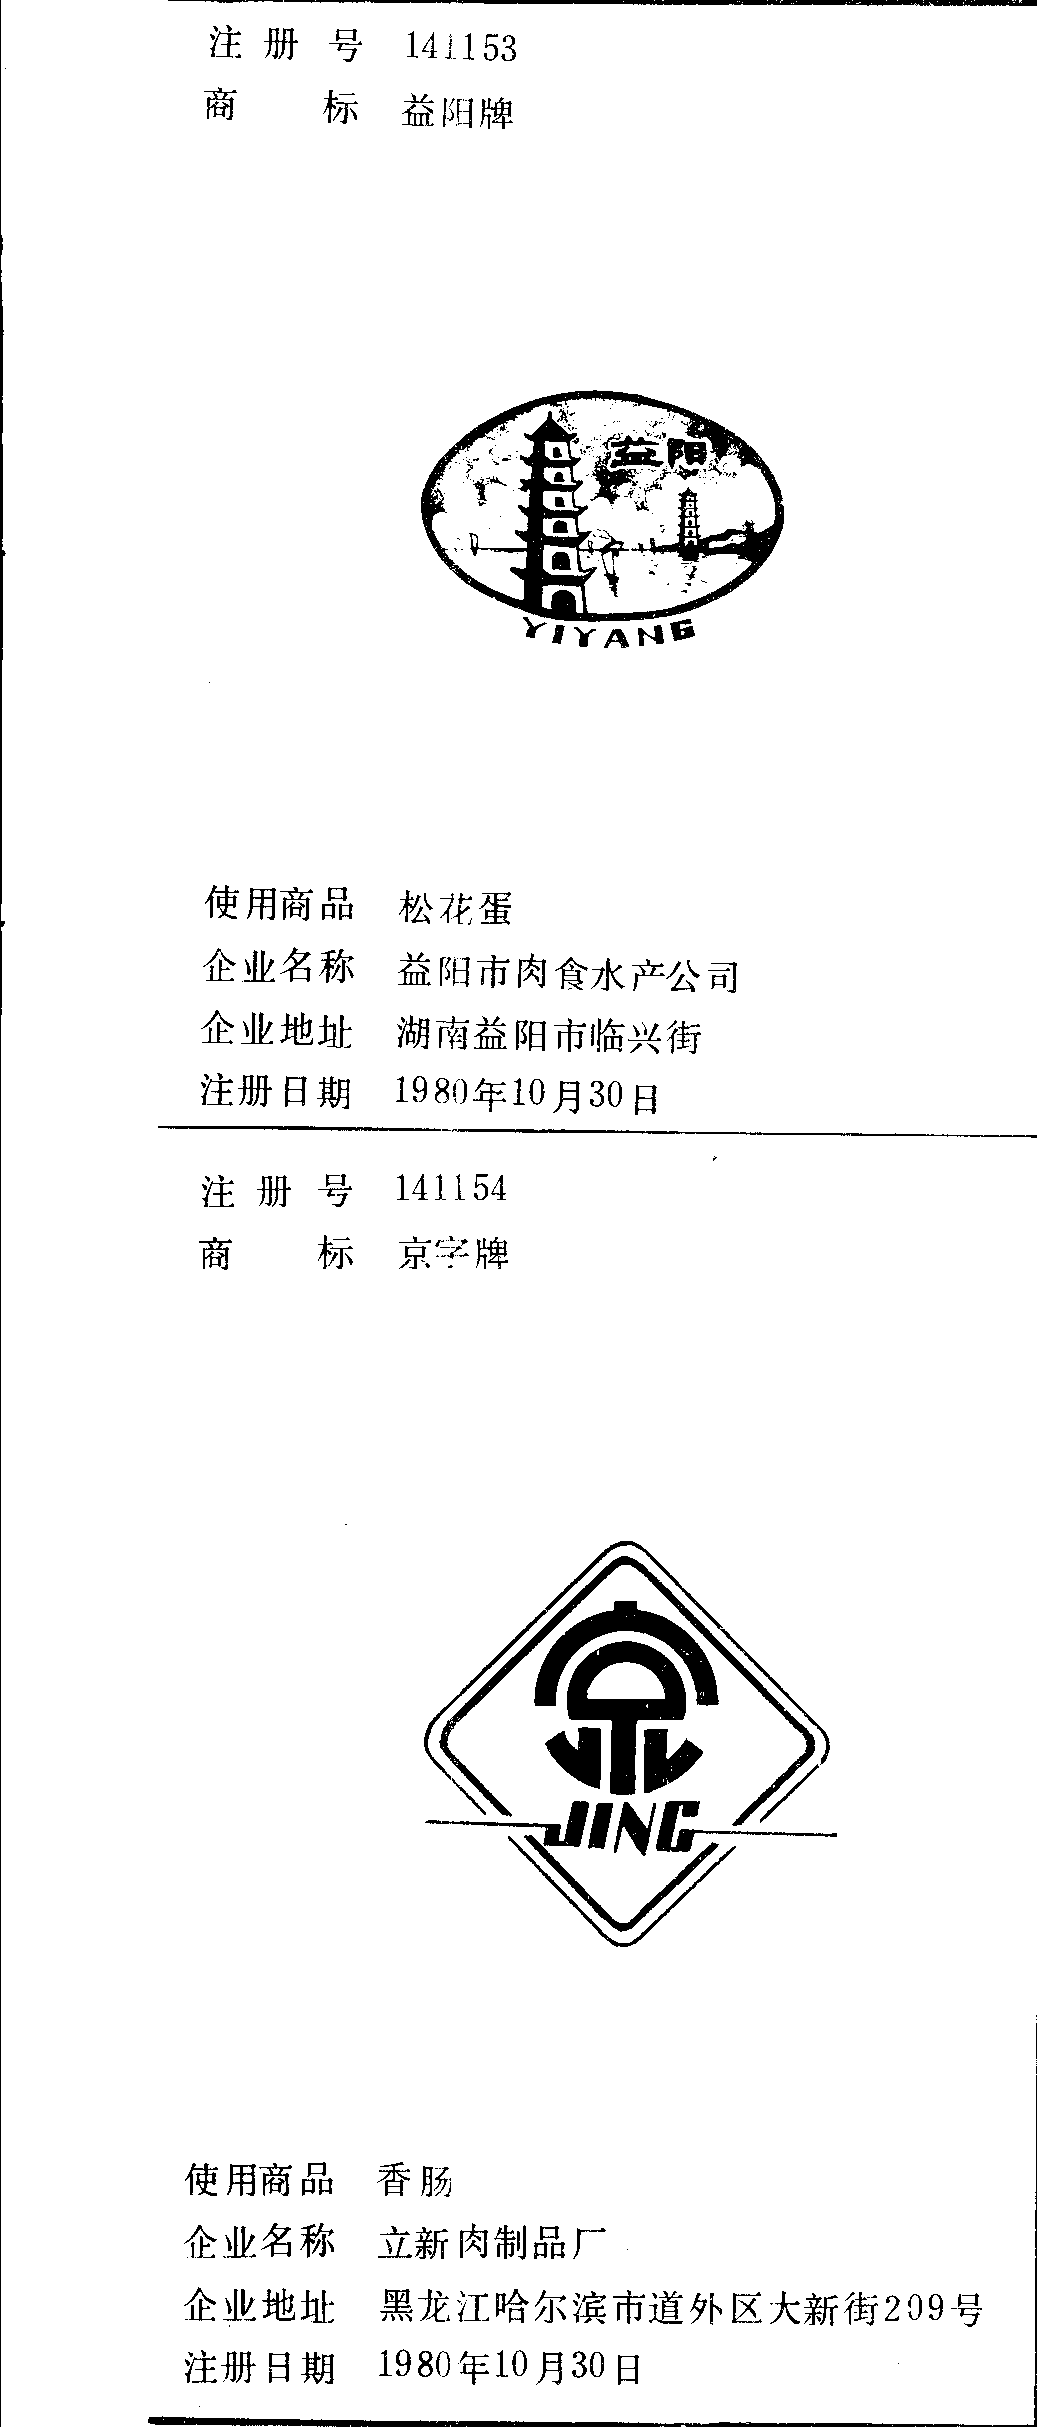 注册号 141153
商标 益阳牌
益阳
YIYANG
使用商品 松花蛋
企业名称 益阳市肉食水产公司
企业地址 湖南益阳市临兴街
注册日期 1980年10月30日
注册号 141154
商标 京字牌
JING
使用商品 香肠
企业名称 立新肉制品厂
企业地址 黑龙江哈尔滨市道外区大新街209号
注册日期 1980年10月30日